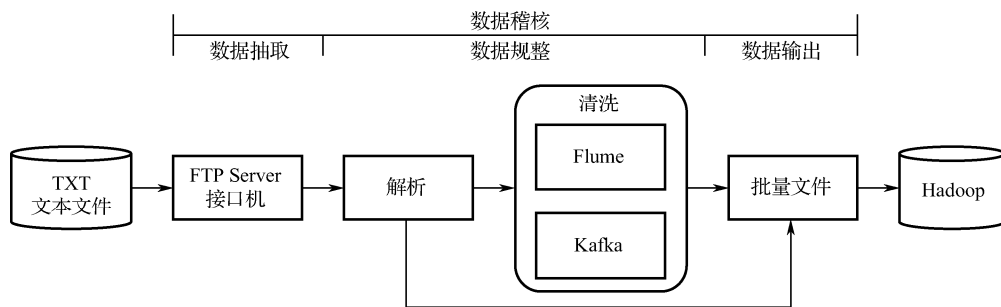 数据稽核
数据抽取
数据规整
数据输出
清洗
TXT
文本文件
FTP Server
接口机
解析
Flume
Kafka
批量文件
Hadoop